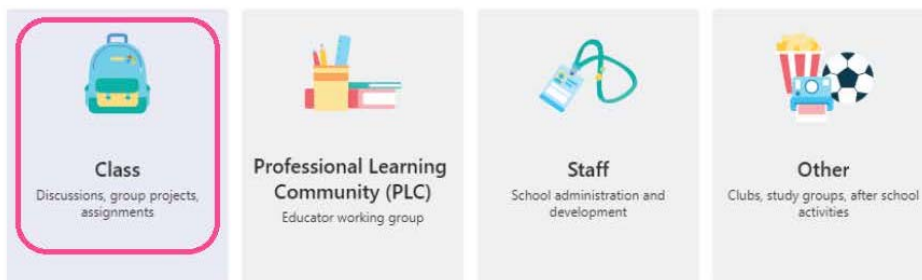 Class
Discussions, group projects,
assignments
Professional Learning
Community (PLC)
Educator working group
Staff
School administration and
development
Other
Clubs, study groups, after school
activities